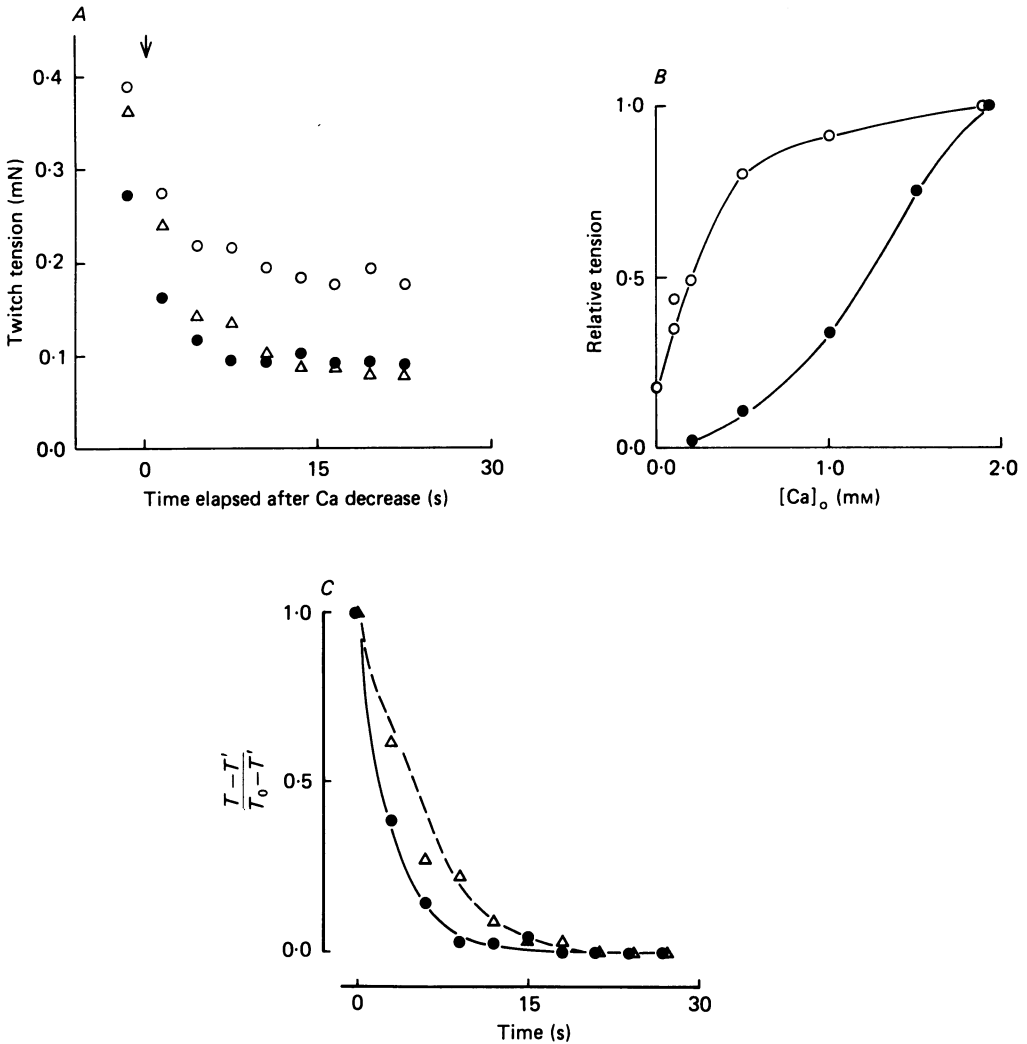 A
0·4
0·3
0·2
0·1
0·0
Twitch tension (mN)
0
15
30
Time elapsed after Ca decrease (s)
B
1·0
0·5
0·0
Relative tension
0·0
1·0
2·0
[Ca]o (mM)
C
1·0
0·5
0·0
T – T′
T0 – T′
0
15
30
Time (s)